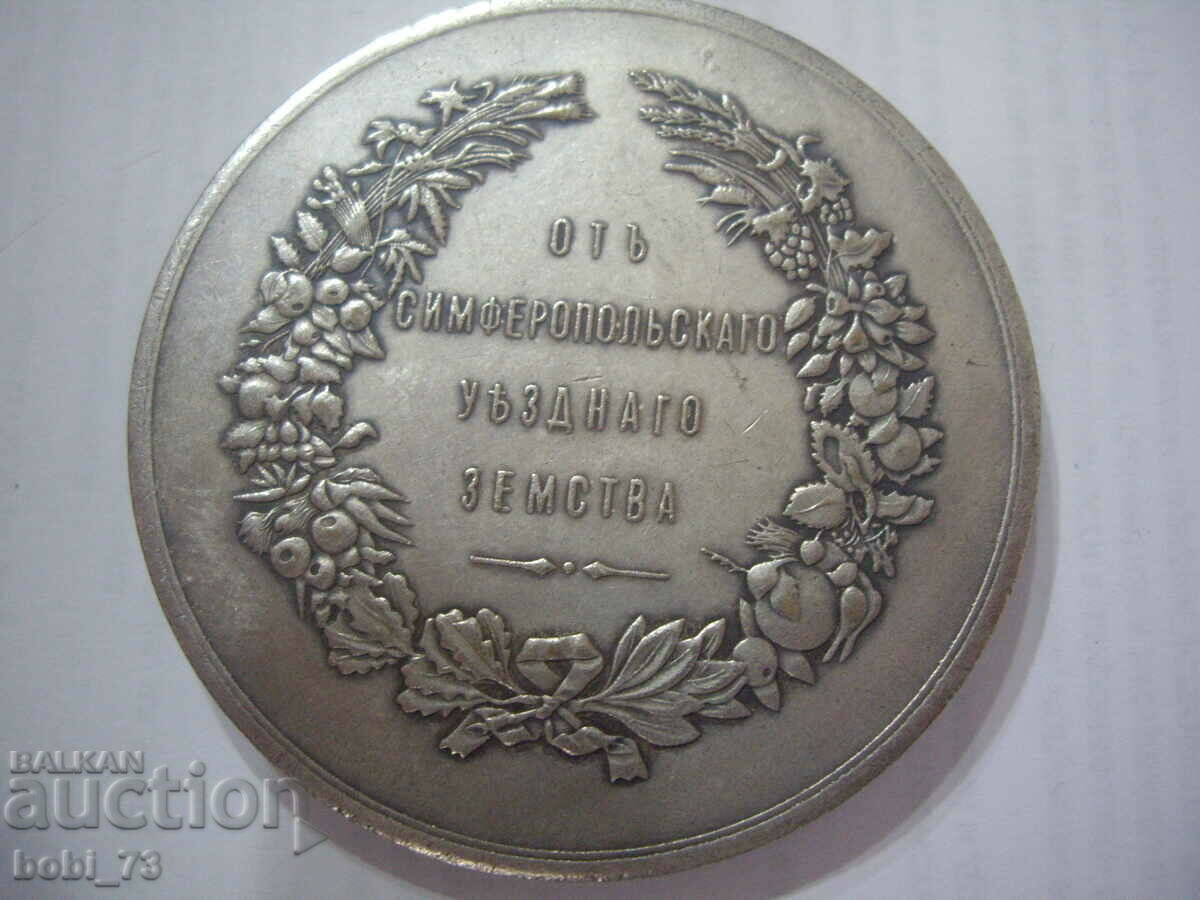 ОТЪ
СИМФЕРОПОЛЬСКАГО
УѢЗДНАГО
ЗЕМСТВА
BALKAN
auction
bobi_73